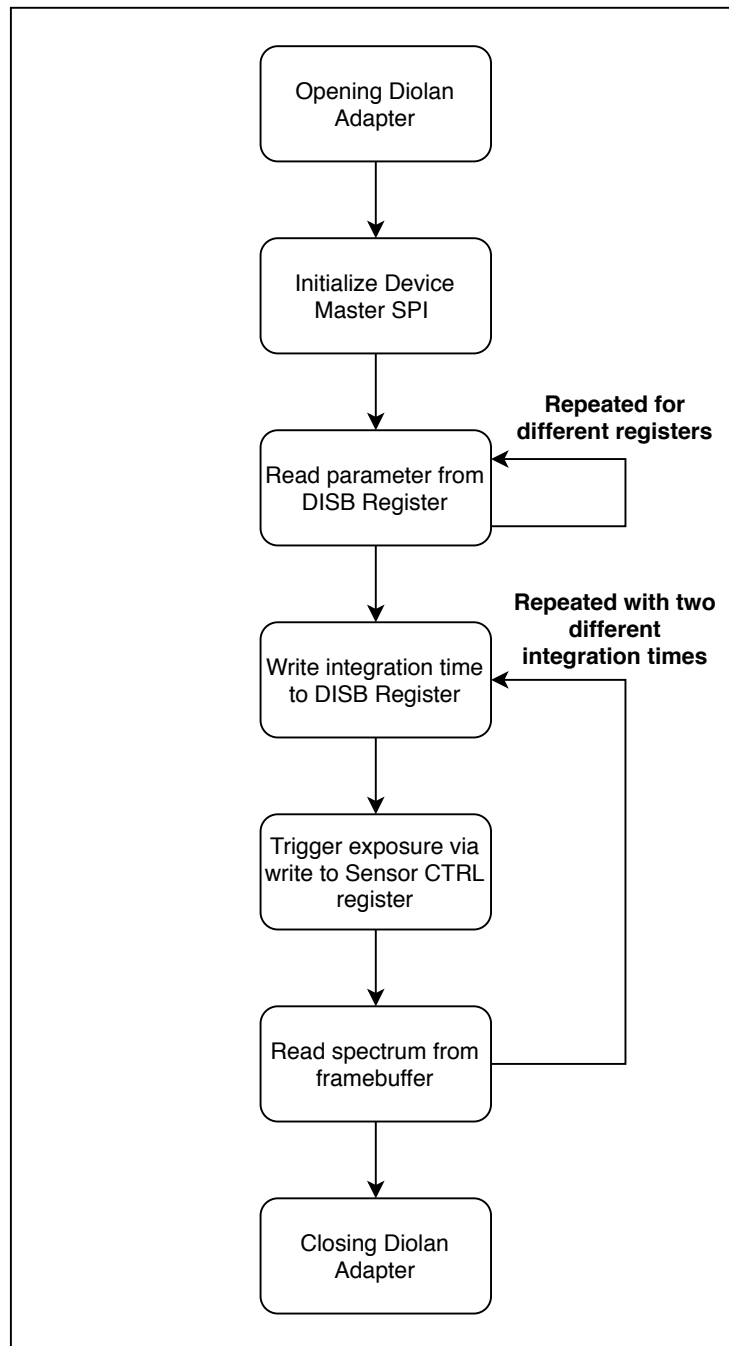 Opening Diolan
Adapter
Initialize Device
Master SPI
Repeated for
different registers
Read parameter from
DISB Register
Repeated with two
different
integration times
Write integration time
to DISB Register
Trigger exposure via
write to Sensor CTRL
register
Read spectrum from
framebuffer
Closing Diolan
Adapter